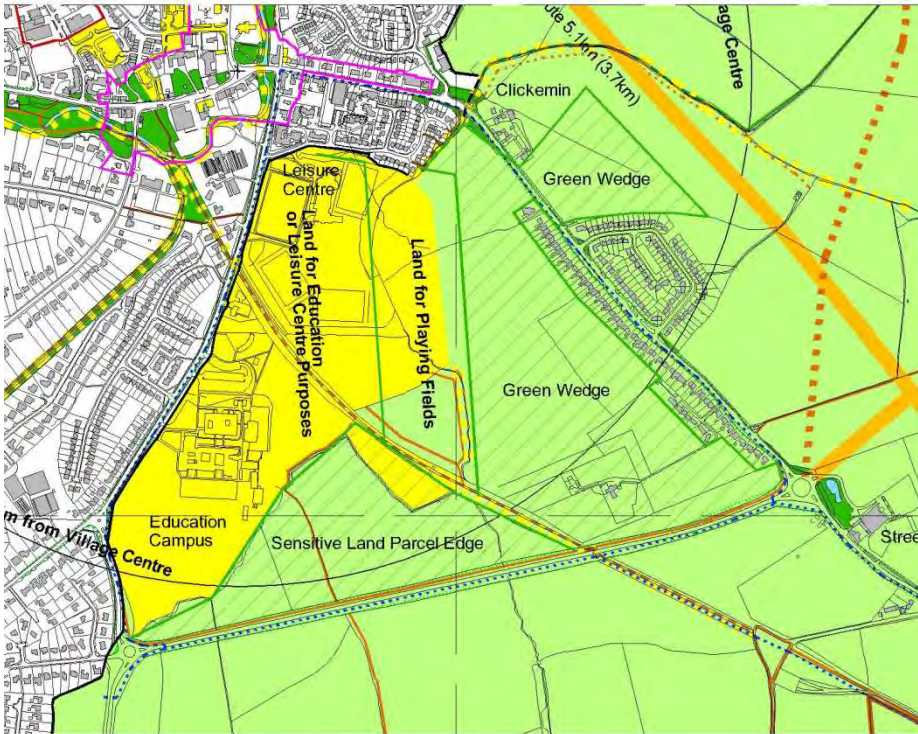 ute 5.1km (3.7km)
age Centre
Clickemin
Leisure
Centre
Green Wedge
Land for Education
or Leisure Centre Purposes
Land for Playing Fields
Green Wedge
Education
Campus
Sensitive Land Parcel Edge
m from Village Centre
Stree